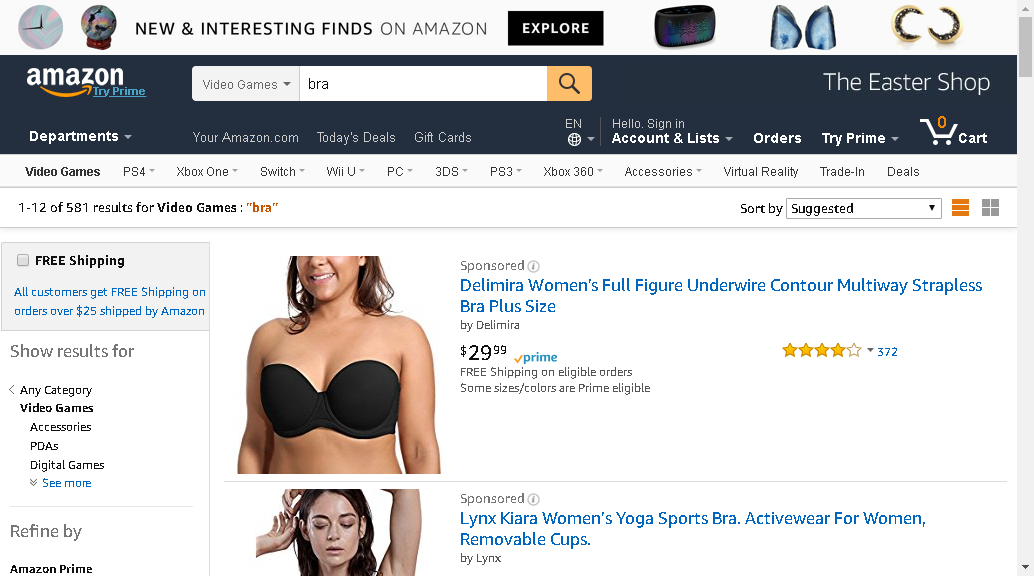 NEW & INTERESTING FINDS ON AMAZON EXPLORE
amazon
Try Prime
Video Games bra
The Easter Shop
Departments
Your Amazon.com Today's Deals Gift Cards
EN
Hello. Sign in
Account & Lists
Orders
Try Prime
0
Cart
Video Games PS4 Xbox One Switch Wii U PC 3DS PS3 Xbox 360 Accessories Virtual Reality Trade-In Deals
1-12 of 581 results for Video Games : "bra"
Sort by Suggested
FREE Shipping
All customers get FREE Shipping on
orders over $25 shipped by Amazon
Show results for
Any Category
Video Games
Accessories
PDAs
Digital Games
See more
Refine by
Amazon Prime
Sponsored
Delimira Women's Full Figure Underwire Contour Multiway Strapless
Bra Plus Size
by Delimira
$29.99 prime
372
FREE Shipping on eligible orders
Some sizes/colors are Prime eligible
Sponsored
Lynx Kiara Women's Yoga Sports Bra. Activewear For Women,
Removable Cups.
by Lynx